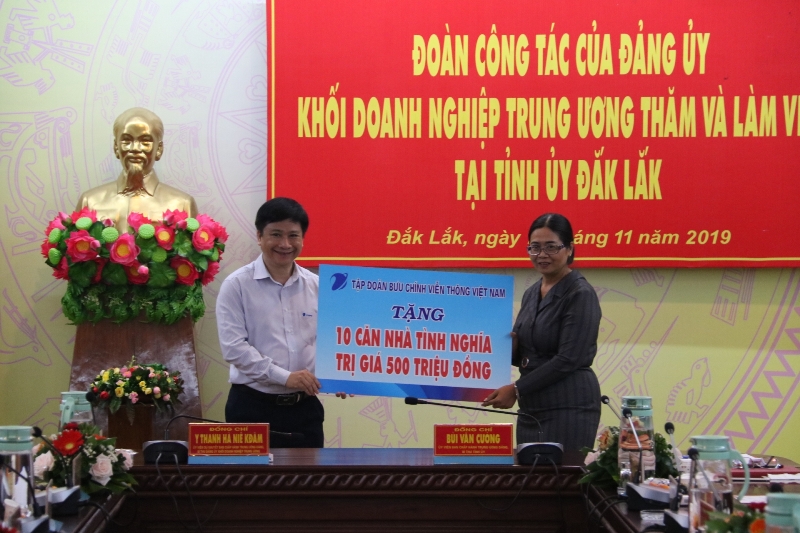 ĐOÀN CÔNG TÁC CỦA ĐẢNG ỦY
KHỐI DOANH NGHIỆP TRUNG ƯƠNG THĂM VÀ LÀM VI
TẠI TỈNH ỦY ĐẮK LẮK
Đắk Lắk, ngày tháng 11 năm 2019
TẬP ĐOÀN BƯU CHÍNH VIỄN THÔNG VIỆT NAM
TẶNG
10 CĂN NHÀ TÌNH NGHĨA
TRỊ GIÁ 500 TRIỆU ĐỒNG
ĐỒNG CHÍ
Y THANH HÀ NIÊ KĐĂM
ĐỒNG CHÍ
BÙI VĂN CƯỜNG